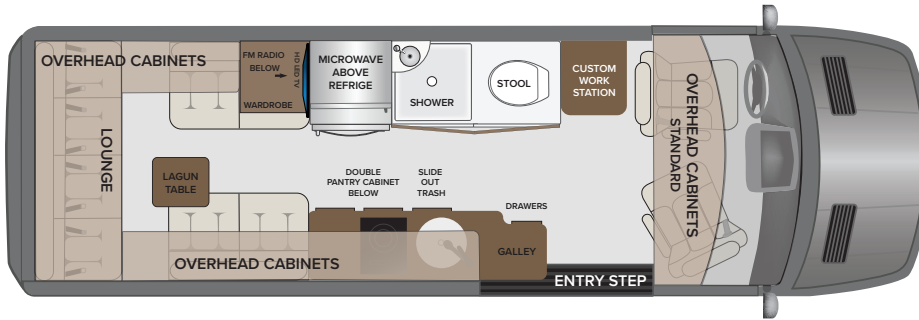 OVERHEAD CABINETS
FM RADIO
BELOW
HD LED TV
WARDROBE
MICROWAVE
ABOVE
REFRIGE
SHOWER
STOOL
CUSTOM
WORK
STATION
OVERHEAD CABINETS
STANDARD
LOUNGE
LAGUN
TABLE
DOUBLE
PANTRY CABINET
BELOW
SLIDE
OUT
TRASH
DRAWERS
GALLEY
OVERHEAD CABINETS
ENTRY STEP